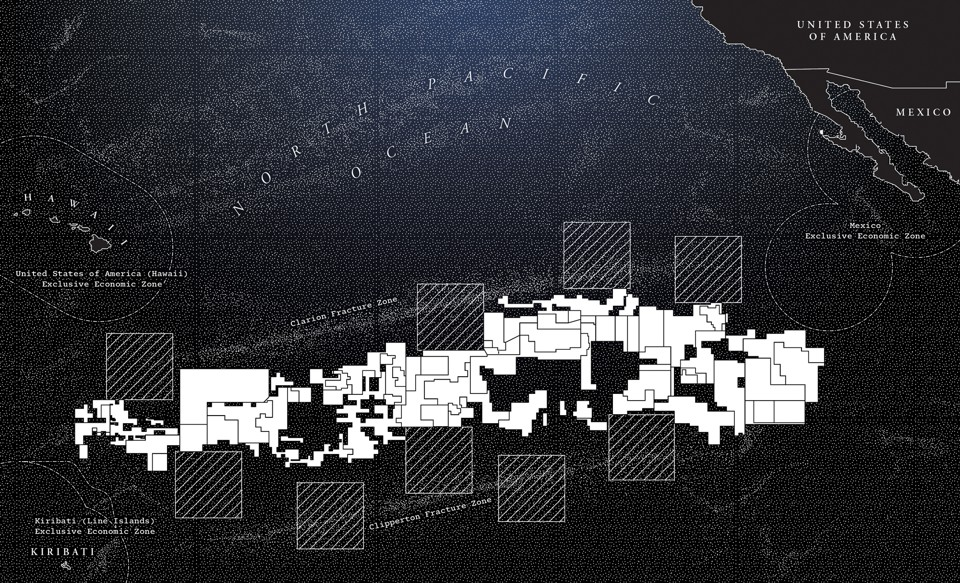 UNITED STATES
OF AMERICA
NORTH PACIFIC
OCEAN
MEXICO
HAWAII
Mexico
Exclusive Economic Zone
United States of America (Hawaii)
Exclusive Economic Zone
Clarion Fracture Zone
Clipperton Fracture Zone
Kiribati (Line Islands)
Exclusive Economic Zone
KIRIBATI